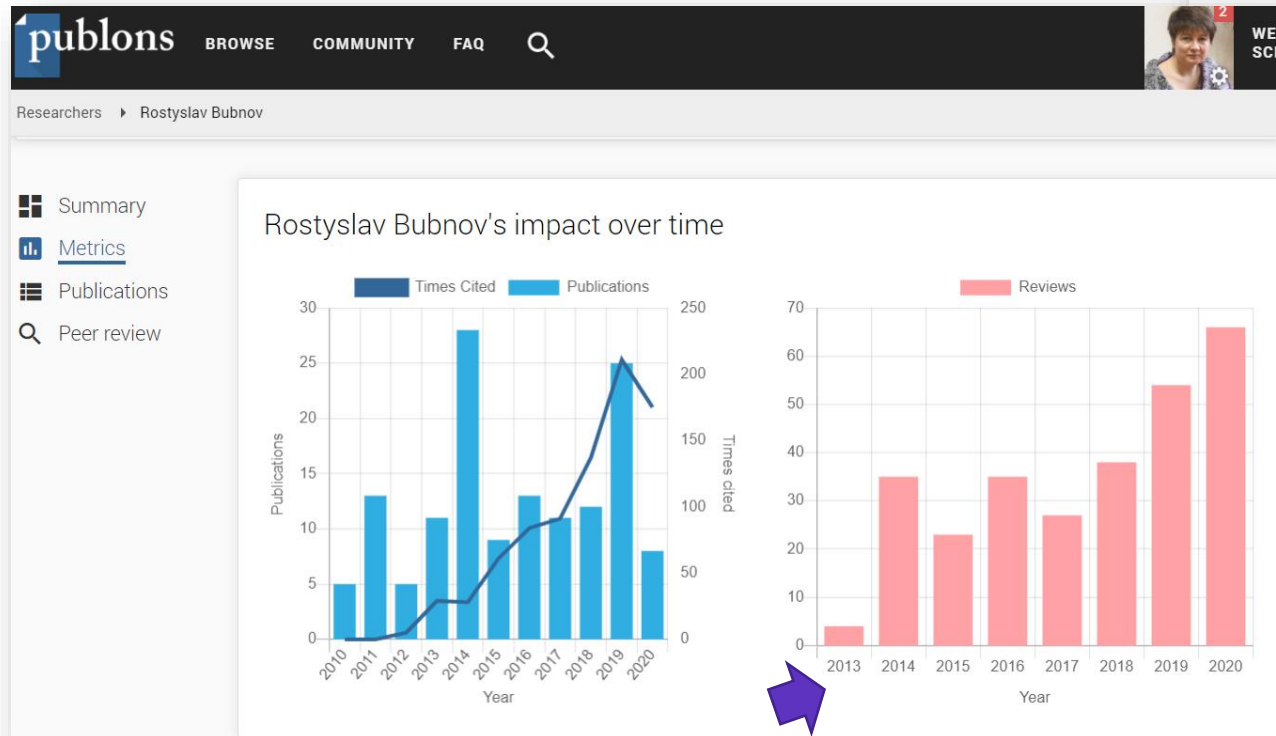 publons BROWSE COMMUNITY FAQ
2
Researchers Rostyslav Bubnov
Summary
Metrics
Publications
Peer review
Rostyslav Bubnov's impact over time
Times Cited Publications
30
25
20
15
10
5
0
Publications
250
200
150
100
50
0
Times cited
2010 2011 2012 2013 2014 2015 2016 2017 2018 2019 2020
Year
Reviews
70
60
50
40
30
20
10
0
2013 2014 2015 2016 2017 2018 2019 2020
Year